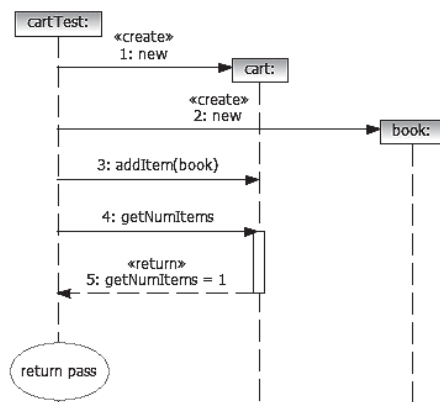 cartTest:
«create»
1: new
cart:
«create»
2: new
book:
3: addItem(book)
4: getNumItems
«return»
5: getNumItems = 1
return pass